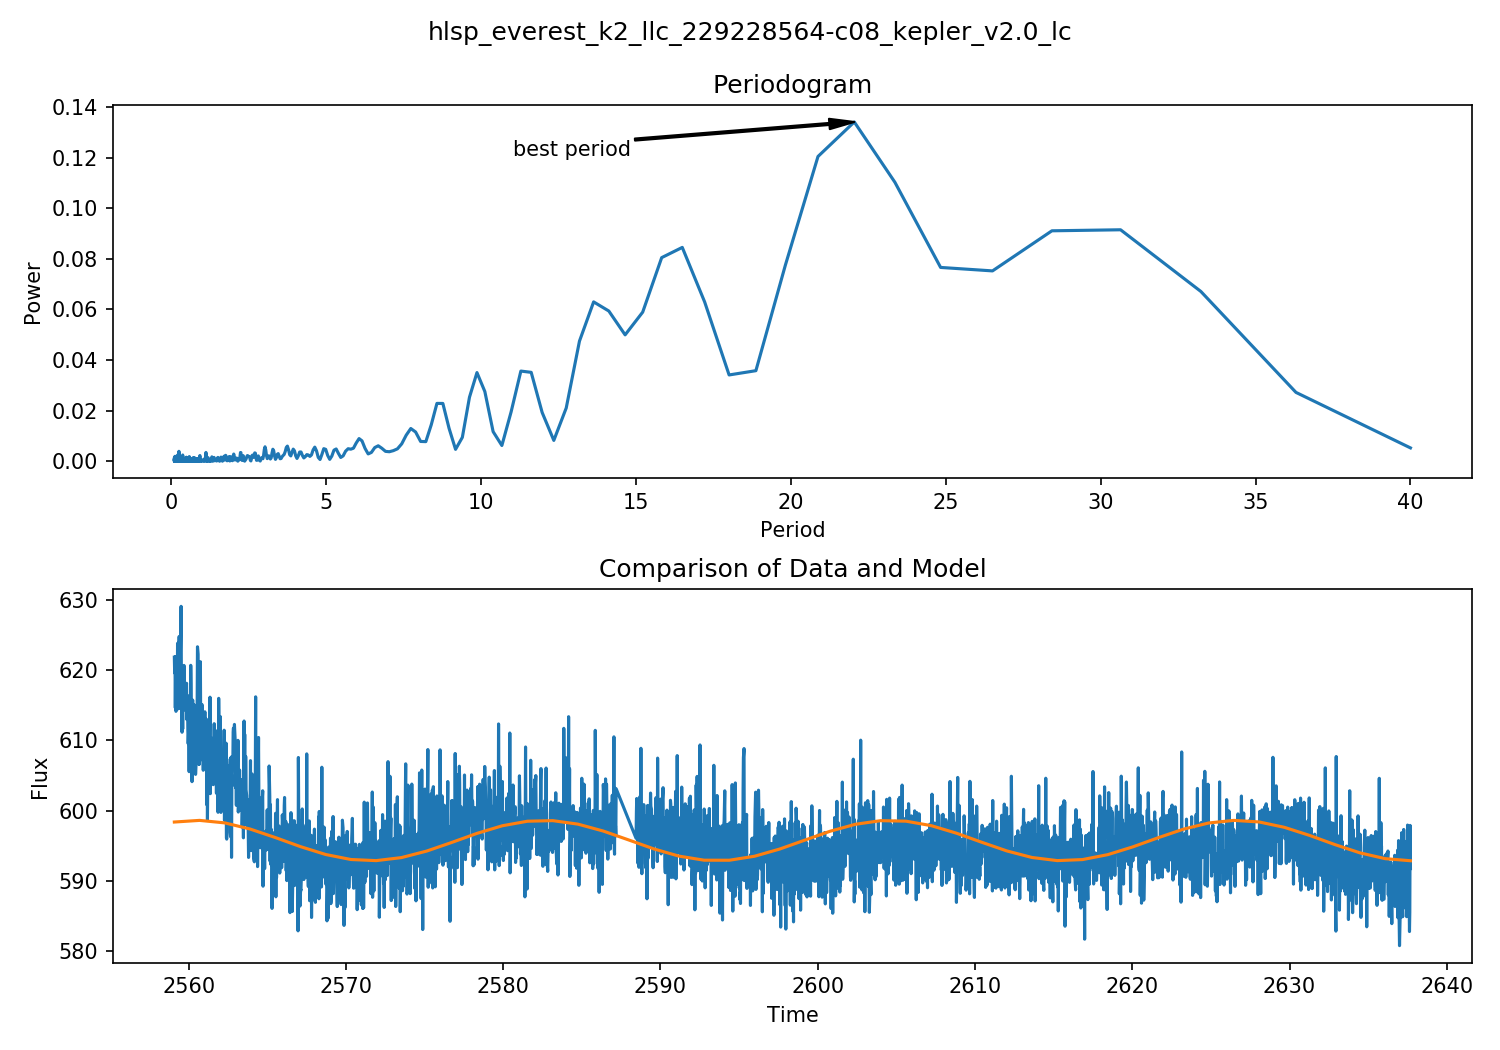 hlsp_everest_k2_llc_229228564-c08_kepler_v2.0_lc
Periodogram
0.14
0.12
0.10
0.08
0.06
0.04
0.02
0.00
Power
best period
0 5 10 15 20 25 30 35 40
Period
Comparison of Data and Model
630
620
610
600
590
580
Flux
2560 2570 2580 2590 2600 2610 2620 2630 2640
Time